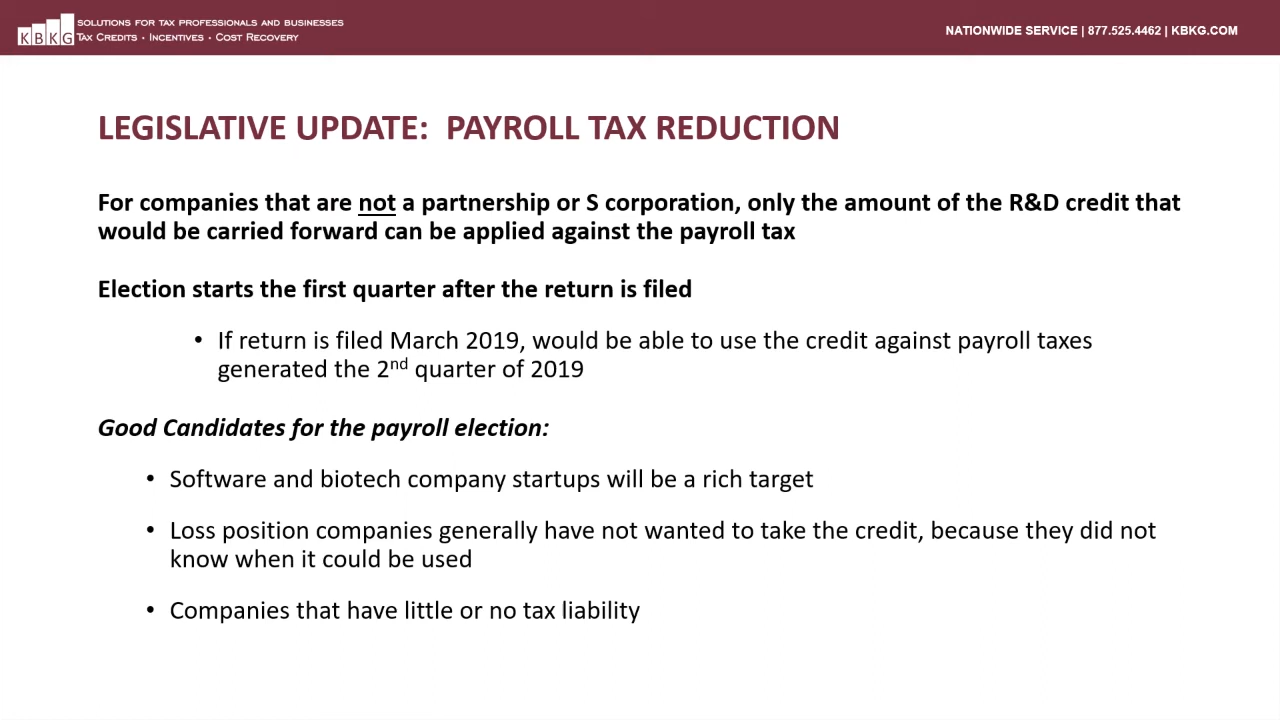 KBKG
SOLUTIONS FOR TAX PROFESSIONALS AND BUSINESSES
TAX CREDITS · INCENTIVES · COST RECOVERY
NATIONWIDE SERVICE | 877.525.4462 | KBKG.COM
LEGISLATIVE UPDATE:  PAYROLL TAX REDUCTION
For companies that are not a partnership or S corporation, only the amount of the R&D credit that
would be carried forward can be applied against the payroll tax
Election starts the first quarter after the return is filed
• If return is filed March 2019, would be able to use the credit against payroll taxes
generated the 2nd quarter of 2019
Good Candidates for the payroll election:
• Software and biotech company startups will be a rich target
• Loss position companies generally have not wanted to take the credit, because they did not
know when it could be used
• Companies that have little or no tax liability